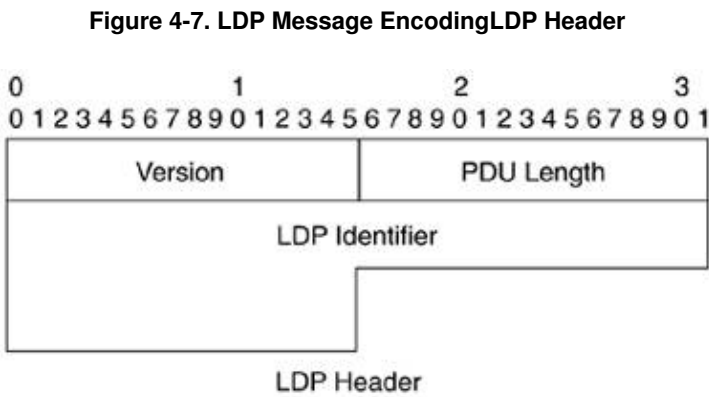 Figure 4-7. LDP Message EncodingLDP Header
0 1 2 3
0 1 2 3 4 5 6 7 8 9 0 1 2 3 4 5 6 7 8 9 0 1 2 3 4 5 6 7 8 9 0 1
Version PDU Length
LDP Identifier
LDP Header